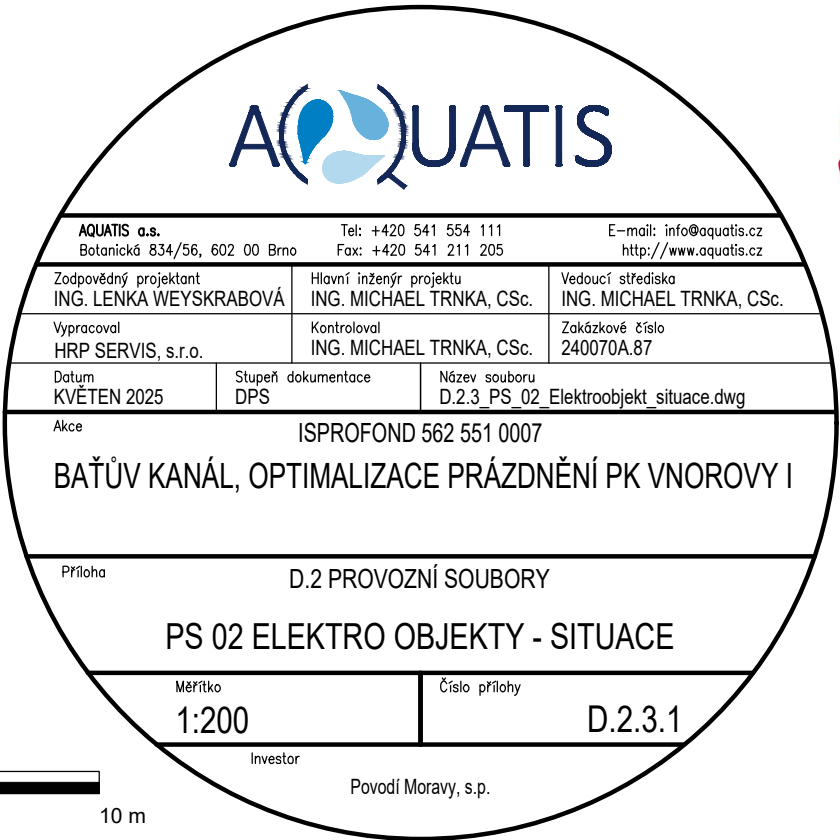 AQUATIS
AQUATIS a.s.
Botanická 834/56, 602 00 Brno
Tel: +420 541 554 111
Fax: +420 541 211 205
E-mail: info@aquatis.cz
http://www.aquatis.cz
Zodpovědný projektant
ING. LENKA WEYSKRABOVÁ
Hlavní inženýr projektu
ING. MICHAEL TRNKA, CSc.
Vedoucí střediska
ING. MICHAEL TRNKA, CSc.
Vypracoval
HRP SERVIS, s.r.o.
Kontroloval
ING. MICHAEL TRNKA, CSc.
Zakázkové číslo
240070A.87
Datum
KVĚTEN 2025
Stupeň dokumentace
DPS
Název souboru
D.2.3_PS_02_Elektroobjekt_situace.dwg
Akce
ISPROFOND 562 551 0007
BAŤŮV KANÁL, OPTIMALIZACE PRÁZDNĚNÍ PK VNOROVY I
Příloha
D.2 PROVOZNÍ SOUBORY
PS 02 ELEKTRO OBJEKTY - SITUACE
Měřítko
1:200
Číslo přílohy
D.2.3.1
Investor
Povodí Moravy, s.p.
10 m